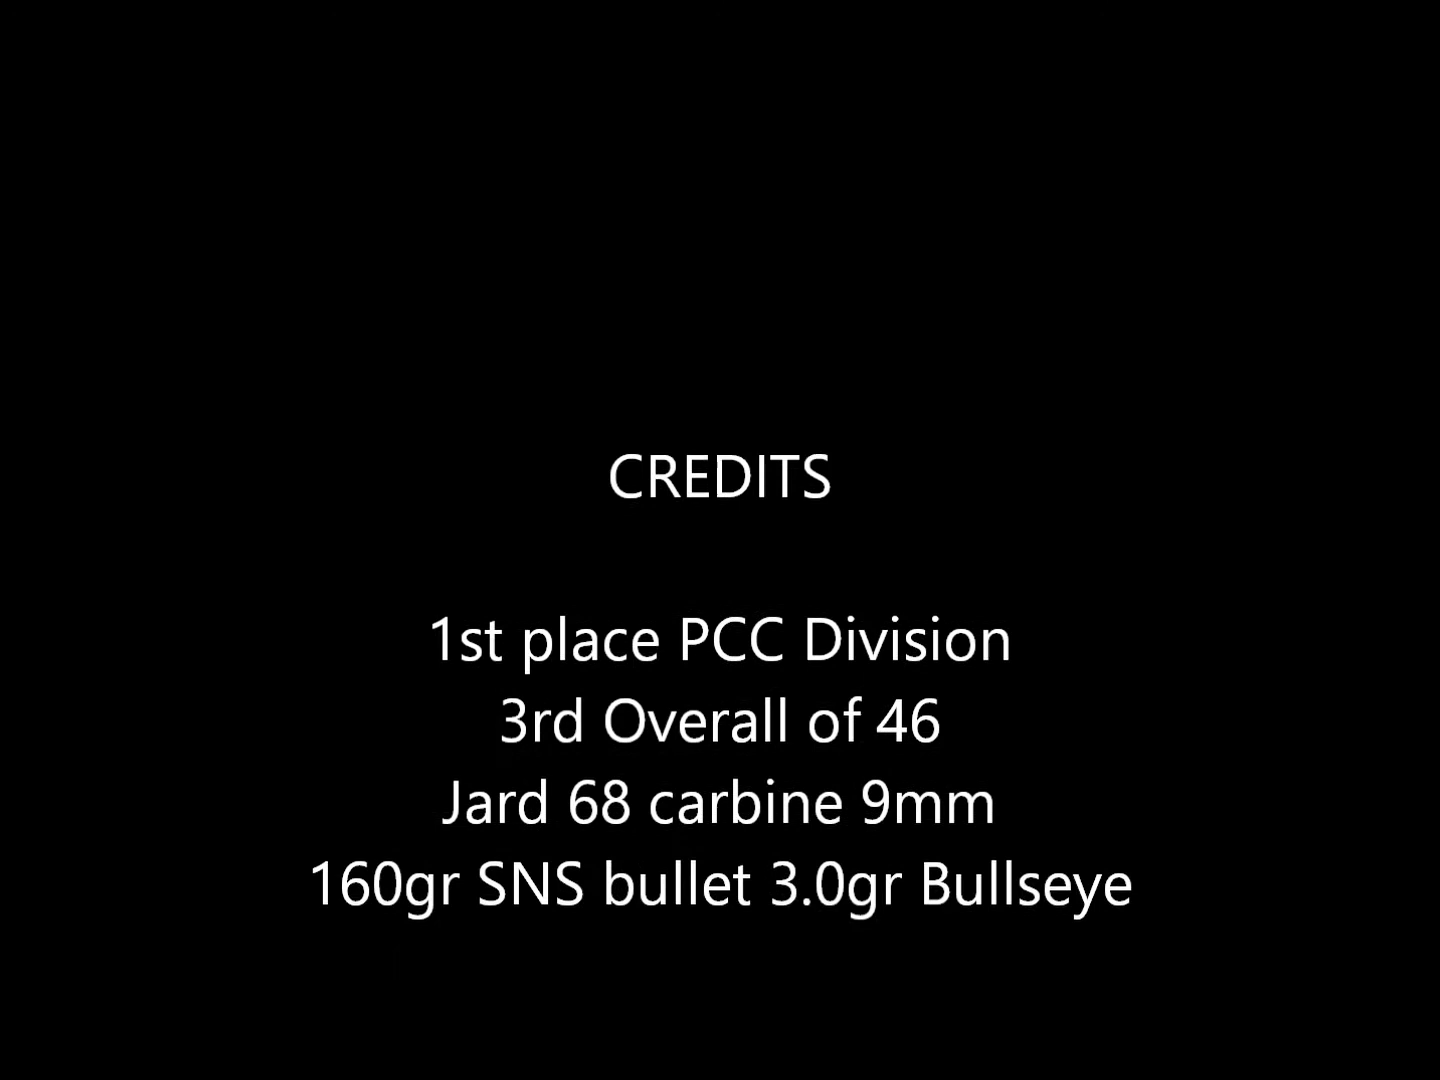 CREDITS
1st place PCC Division
3rd Overall of 46
Jard 68 carbine 9mm
160gr SNS bullet 3.0gr Bullseye